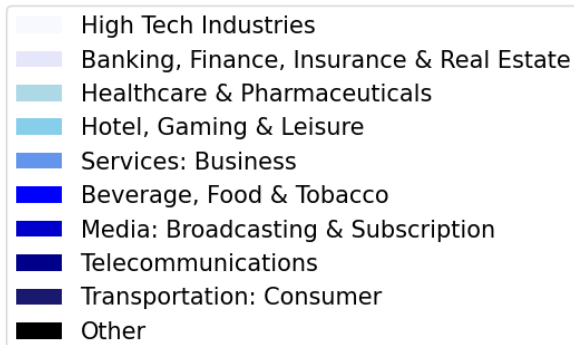 High Tech Industries
Banking, Finance, Insurance & Real Estate
Healthcare & Pharmaceuticals
Hotel, Gaming & Leisure
Services: Business
Beverage, Food & Tobacco
Media: Broadcasting & Subscription
Telecommunications
Transportation: Consumer
Other